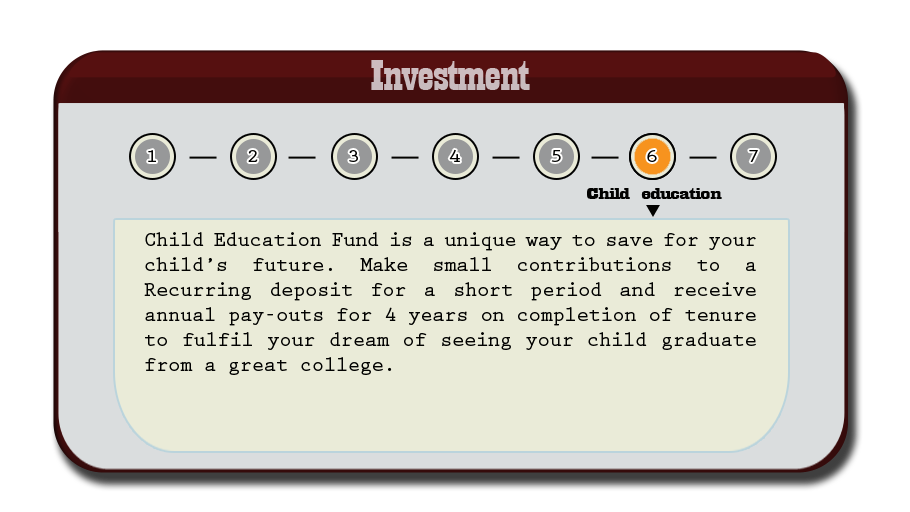 Investment
1 2 3 4 5 6 7
Child education
Child Education Fund is a unique way to save for your
child's future. Make small contributions to a
Recurring deposit for a short period and receive
annual pay-outs for 4 years on completion of tenure
to fulfil your dream of seeing your child graduate
from a great college.